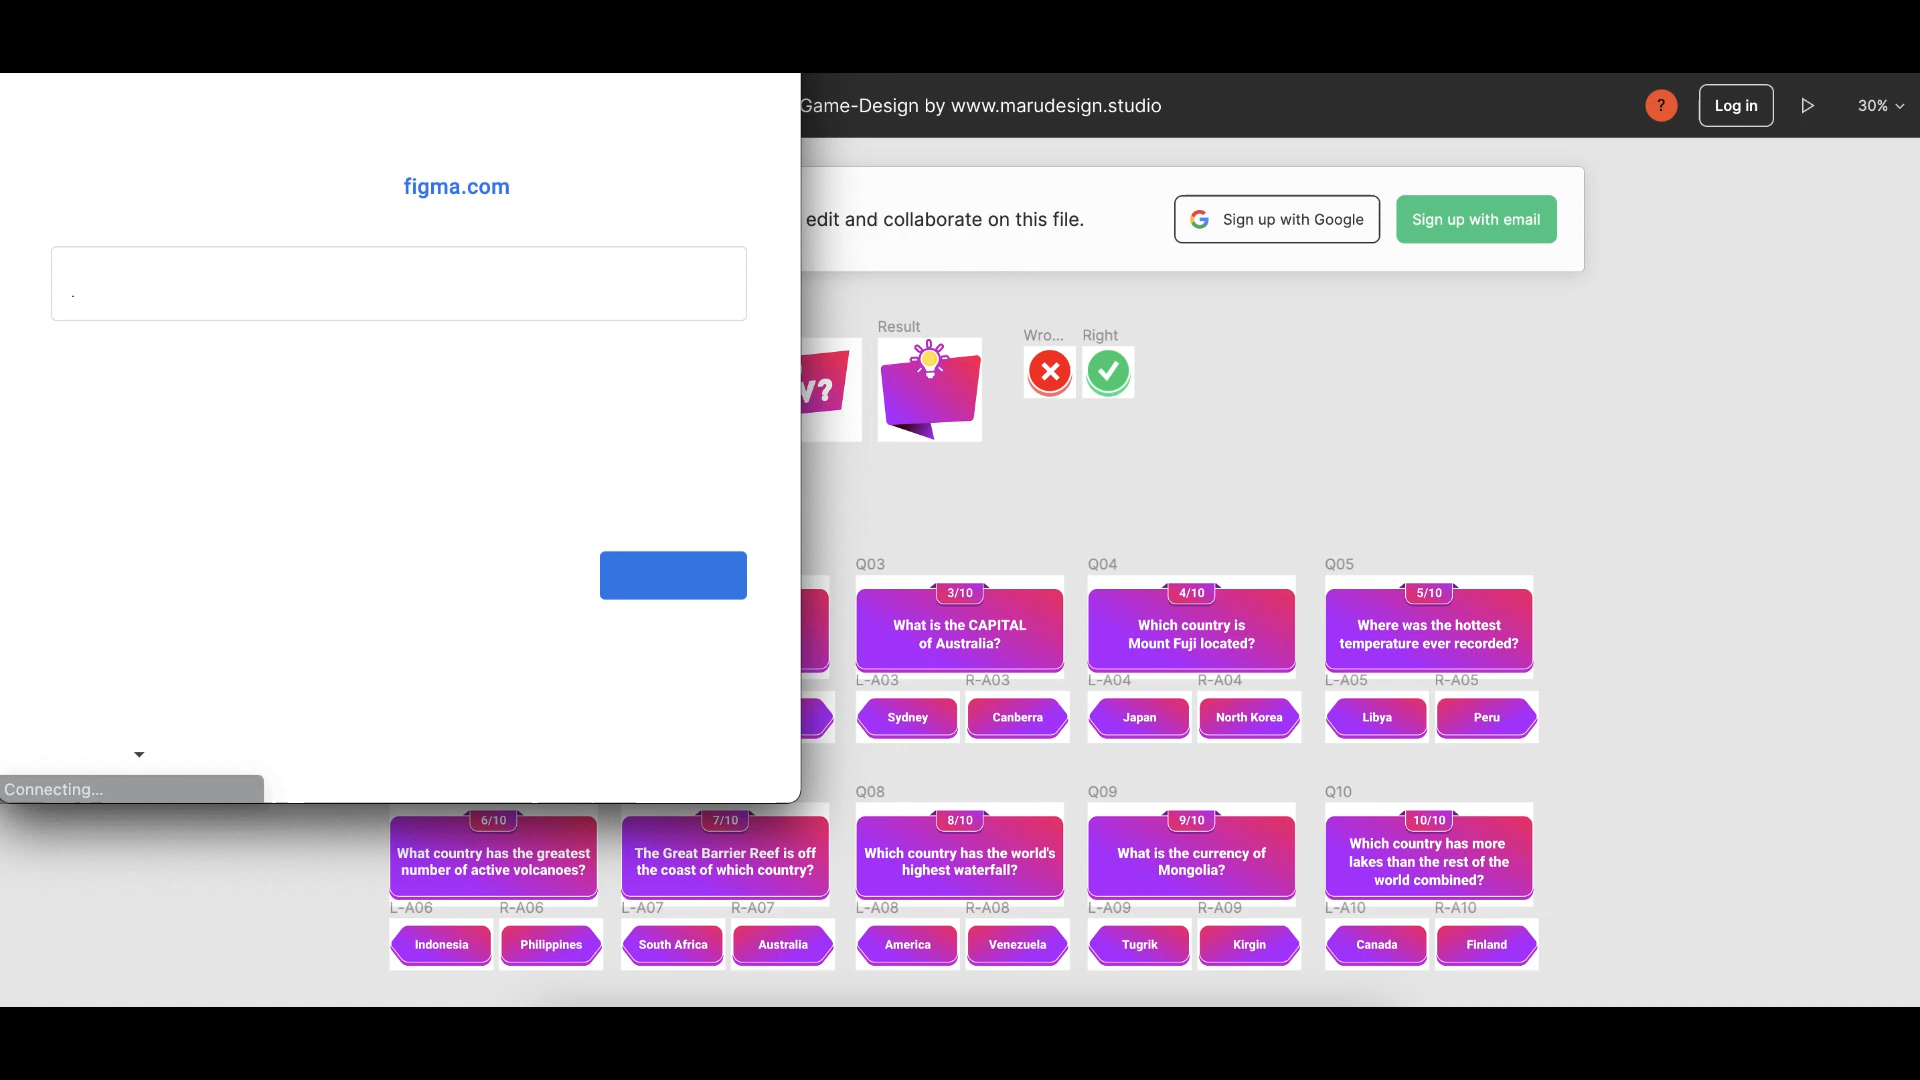 Game-Design by www.marudesign.studio
?
Log in
30%
figma.com
edit and collaborate on this file.
Sign up with Google
Sign up with email
.
Result
Wro...
Right
W?
Q03
Q04
Q05
3/10
What is the CAPITAL
of Australia?
4/10
Which country is
Mount Fuji located?
5/10
Where was the hottest
temperature ever recorded?
L-A03
R-A03
L-A04
R-A04
L-A05
R-A05
Sydney
Canberra
Japan
North Korea
Libya
Peru
Connecting...
Q08
Q09
Q10
6/10
What country has the greatest
number of active volcanoes?
7/10
The Great Barrier Reef is off
the coast of which country?
8/10
Which country has the world's
highest waterfall?
9/10
What is the currency of
Mongolia?
10/10
Which country has more
lakes than the rest of the
world combined?
L-A06
R-A06
L-A07
R-A07
L-A08
R-A08
L-A09
R-A09
L-A10
R-A10
Indonesia
Philippines
South Africa
Australia
America
Venezuela
Tugrik
Kirgin
Canada
Finland